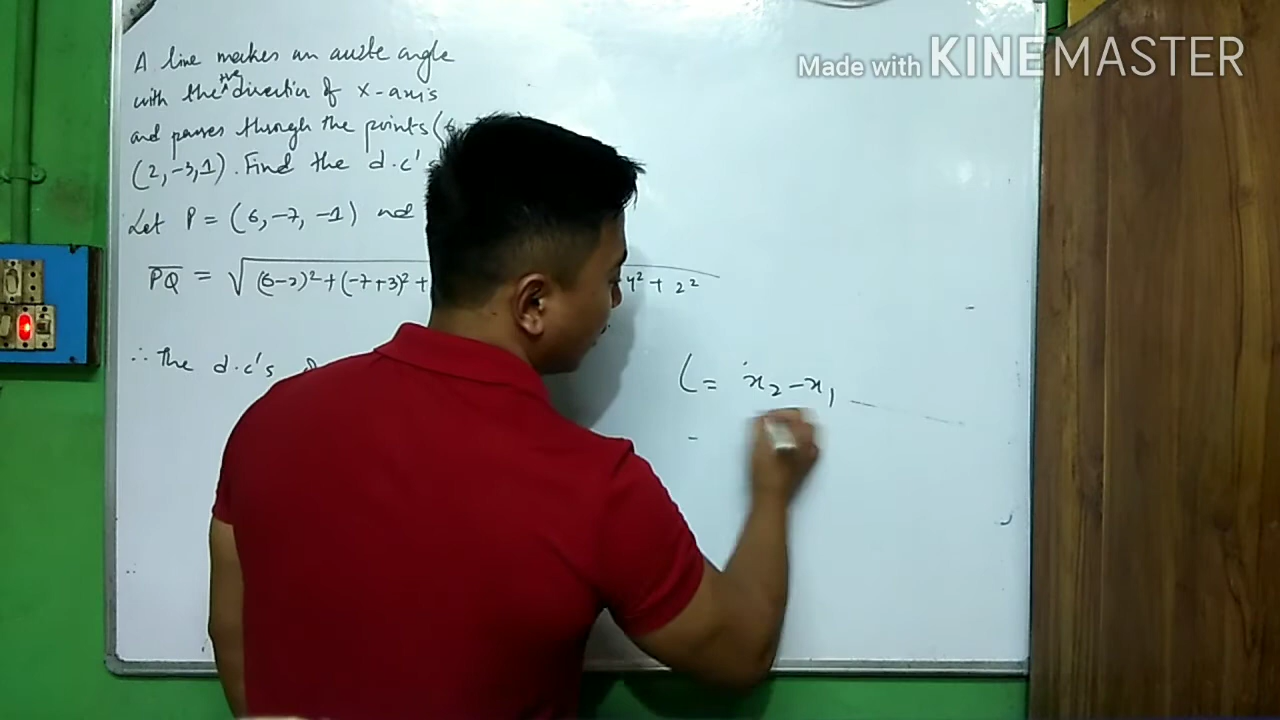 Made with KINEMASTER
A line makes an acute angle
with the +ve direction of x-axis
and passes through the points (6
(2,-3,1). Find the d.c's
Let P = (6,-7,-1) and
PQ = √(6-2)²+(-7+3)²+ 4²+2²
∴ The d.c's
l = x₂-x₁